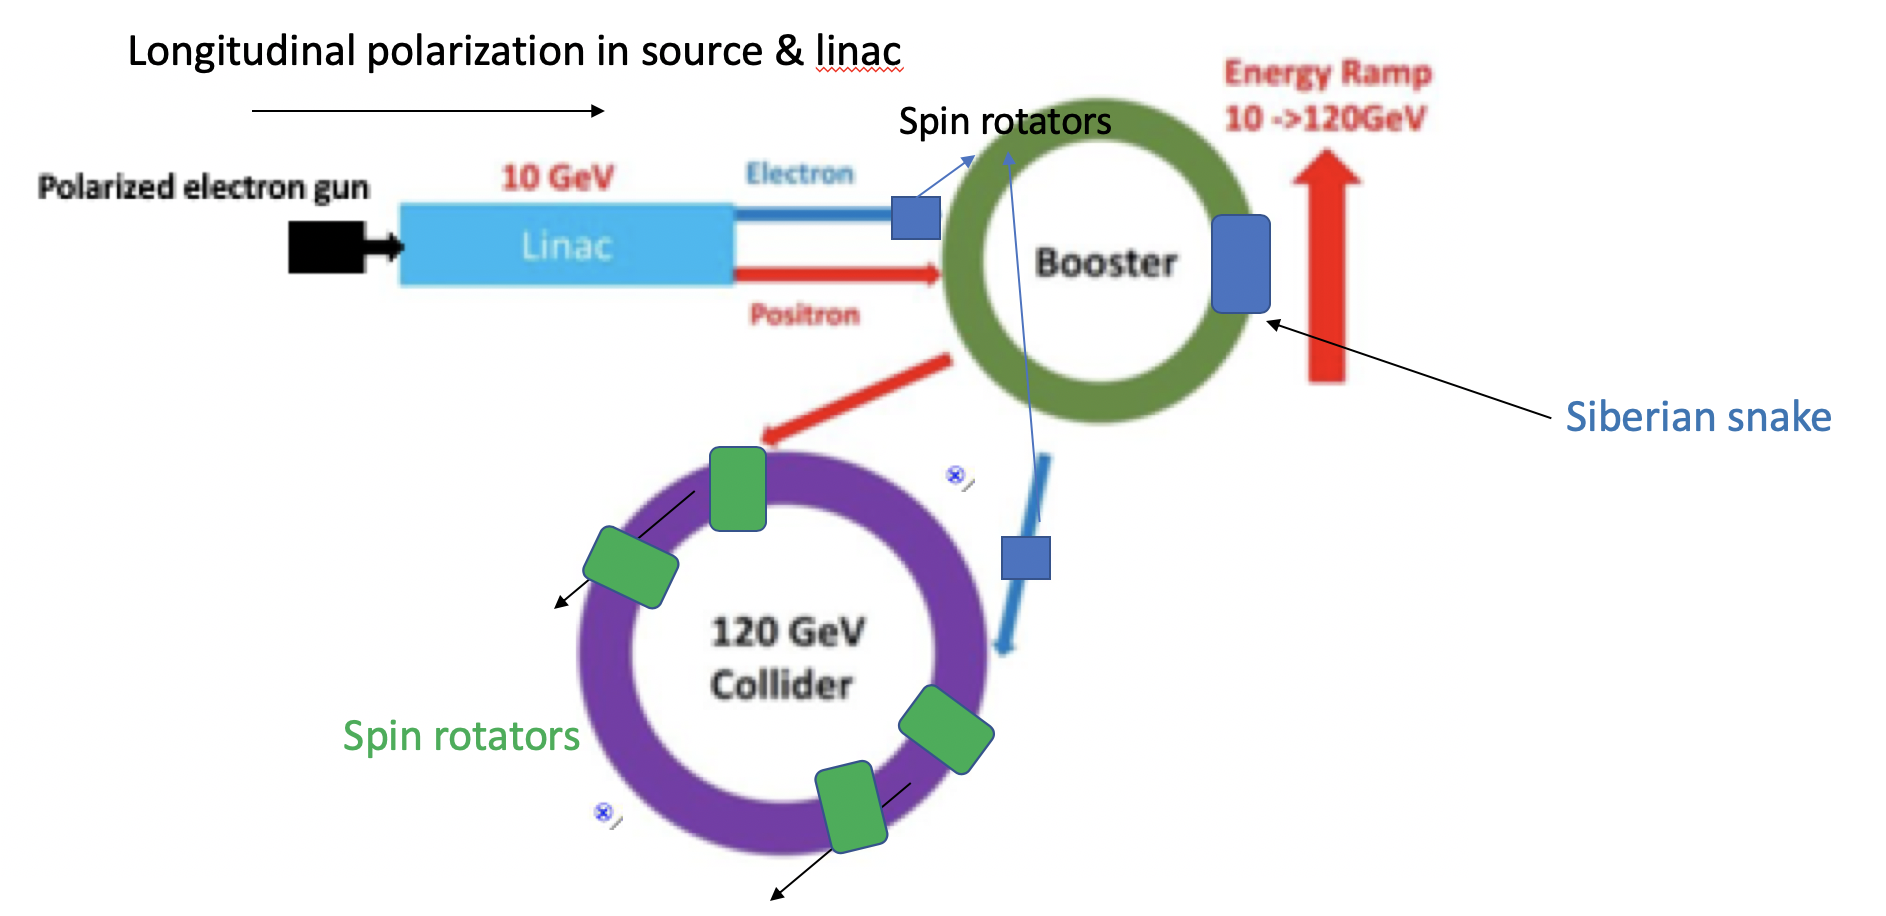 Longitudinal polarization in source & linac
Energy Ramp
10 ->120GeV
Spin rotators
Polarized electron gun
10 GeV
Electron
Linac
Booster
Positron
Siberian snake
120 GeV
Collider
Spin rotators